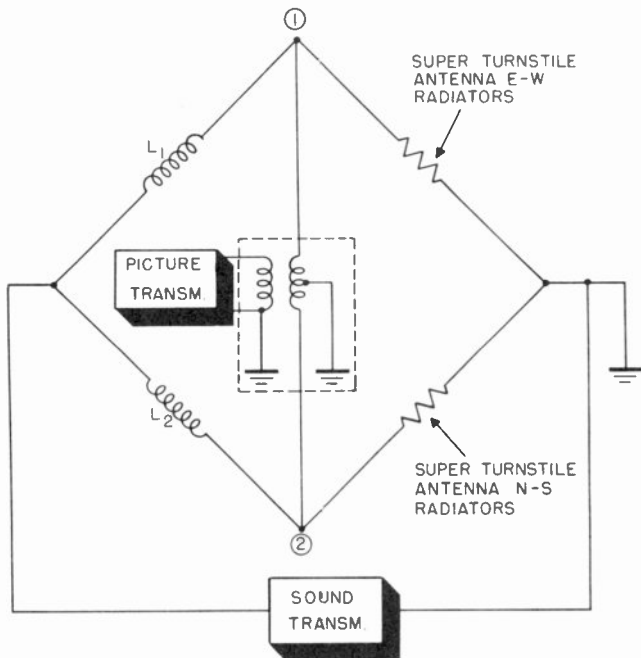 ①
SUPER TURNSTILE
ANTENNA E-W
RADIATORS
L1
PICTURE
TRANSM.
L2
SUPER TURNSTILE
ANTENNA N-S
RADIATORS
②
SOUND
TRANSM.